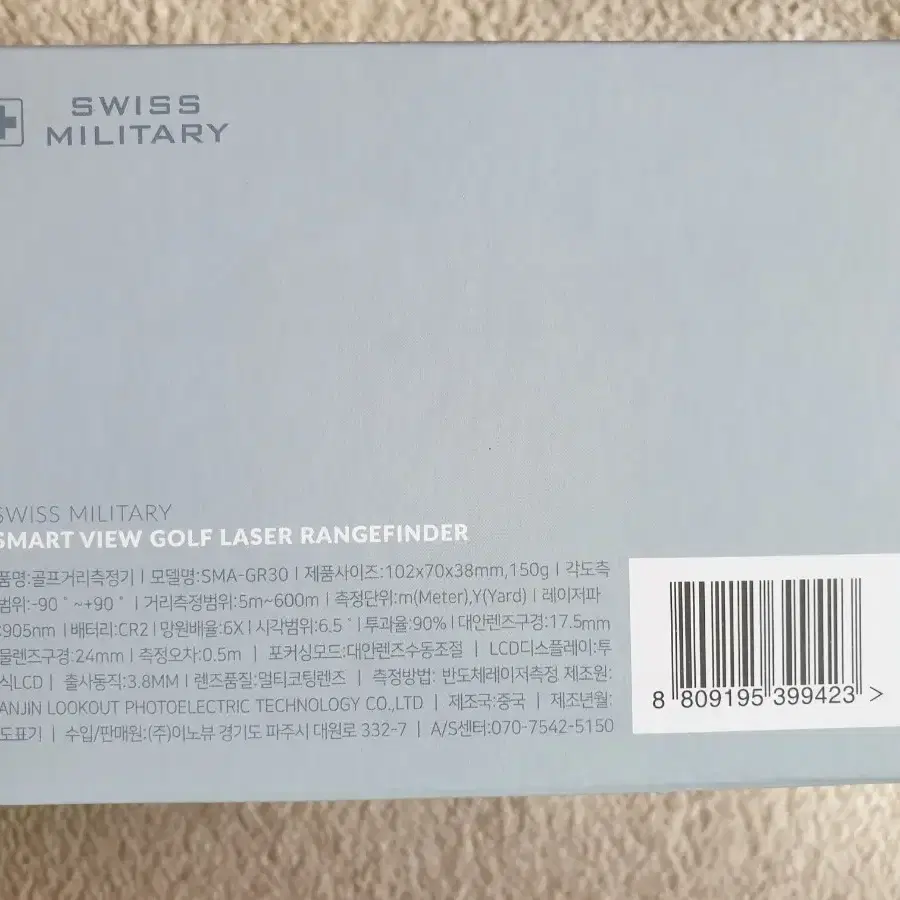 SWISS
MILITARY
SWISS MILITARY
SMART VIEW GOLF LASER RANGEFINDER
품명:골프거리측정기 | 모델명:SMA-GR30 | 제품사이즈:102x70x38mm,150g | 각도측
범위:-90˚~+90˚ | 거리측정범위:5m~600m | 측정단위:m(Meter),Y(Yard) | 레이저파
:905nm | 배터리:CR2 | 망원배율:6X | 시각범위:6.5˚ | 투과율:90% | 대안렌즈구경:17.5mm
물렌즈구경:24mm | 측정오차:0.5m | 포커싱모드:대안렌즈수동조절 | LCD디스플레이:투
식LCD | 출사동직:3.8MM | 렌즈품질:멀티코팅렌즈 | 측정방법: 반도체레이저측정 제조원:
ANJIN LOOKOUT PHOTOELECTRIC TECHNOLOGY CO.,LTD | 제조국:중국 | 제조년월:
도표기 | 수입/판매원:(주)이노뷰 경기도 파주시 대원로 332-7 | A/S센터:070-7542-5150
8 809195 399423 >